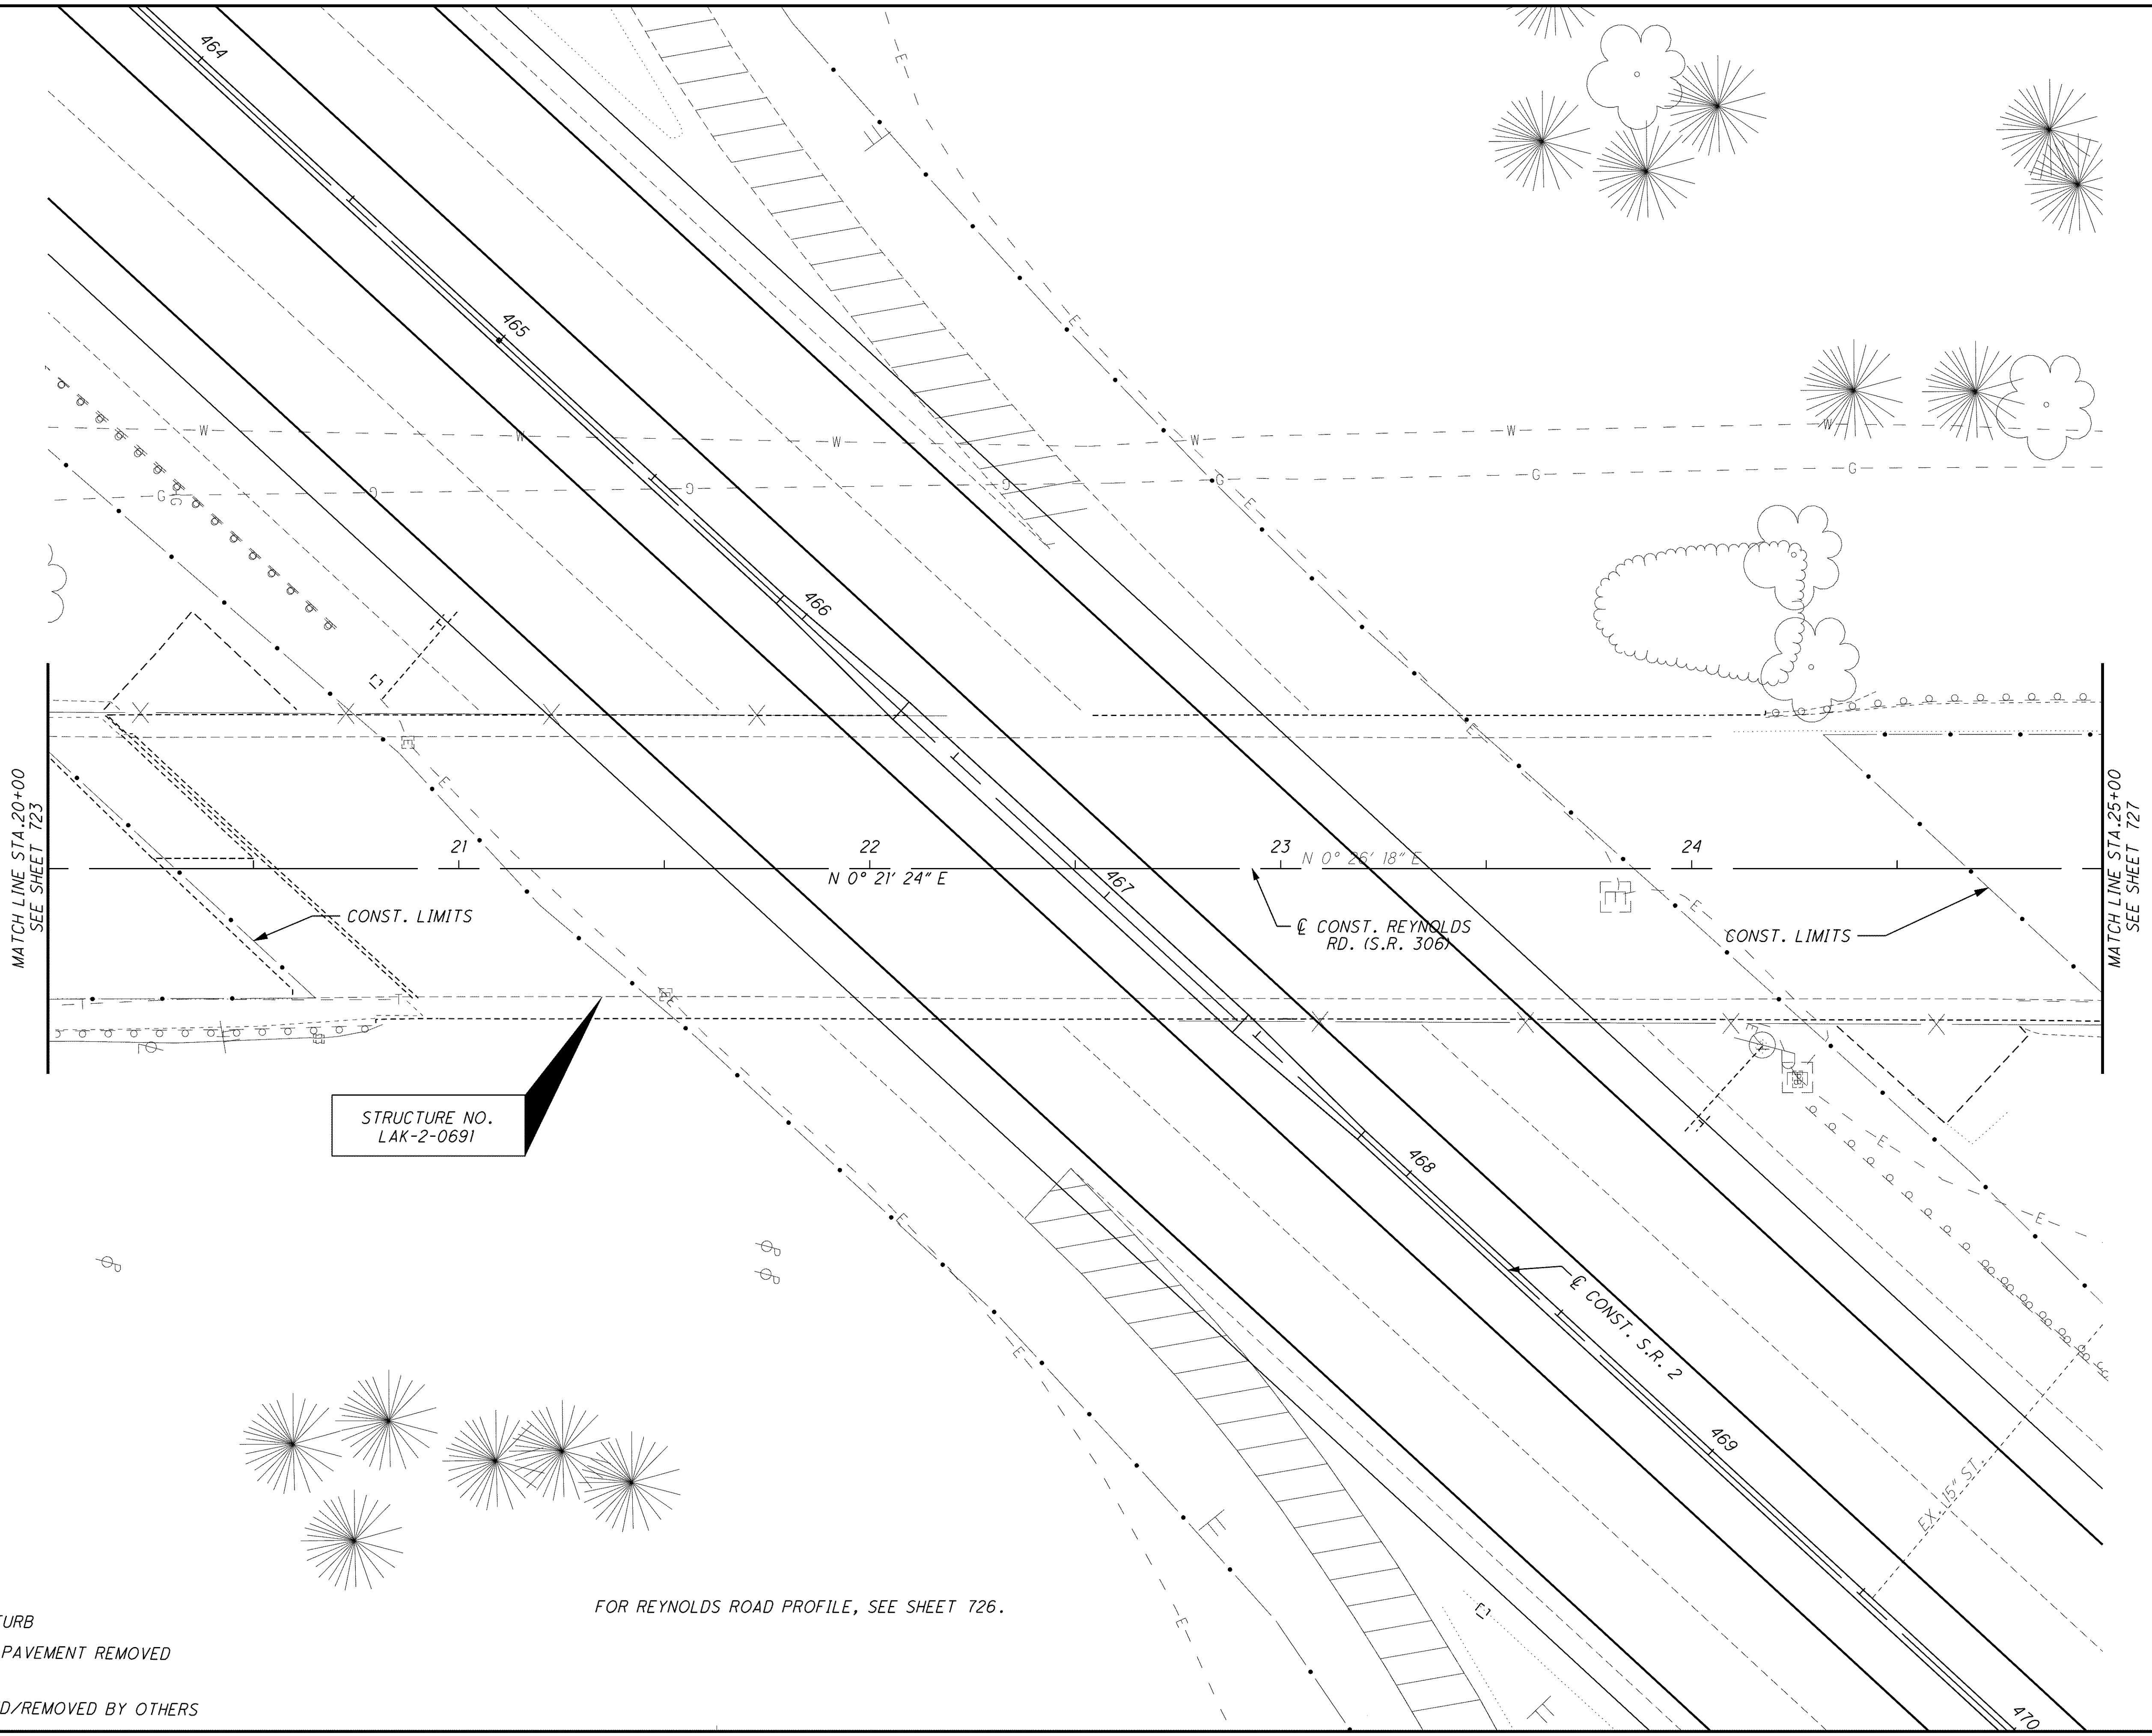 464
E
465
E
W W W W W W
G G G G G G G
E
466
E
E
E
MATCH LINE STA.20+00
SEE SHEET 723
21
22
23
24
N 0° 26' 18" E
N 0° 21' 24" E
467
MATCH LINE STA.25+00
SEE SHEET 727
CONST. LIMITS
℄ CONST. REYNOLDS
RD. (S.R. 306)
E
E
CONST. LIMITS
STRUCTURE NO.
LAK-2-0691
468
E
E
E
℄ CONST. S.R. 2
E
469
EX. 15" ST.
FOR REYNOLDS ROAD PROFILE, SEE SHEET 726.
E
PAVEMENT REMOVED
REMOVED BY OTHERS
470